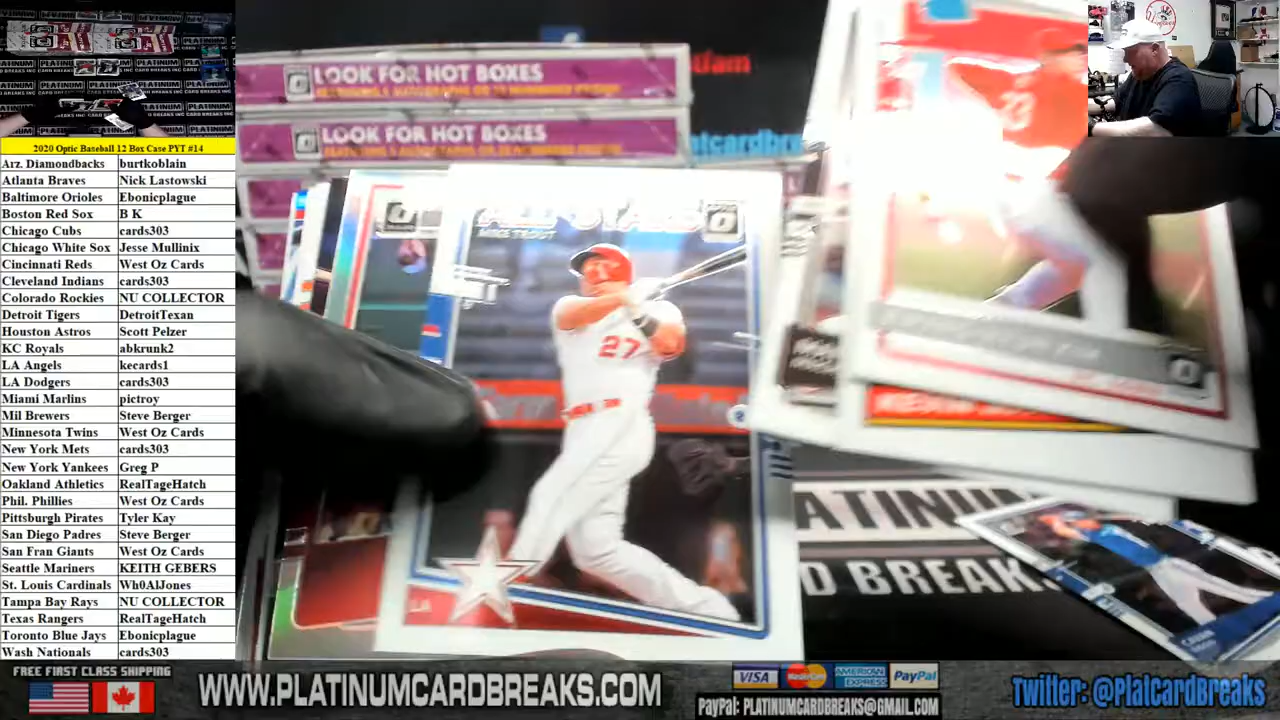 2020 Optic Baseball 12 Box Case PYT #14
Arz. Diamondbacks burtkoblain
Atlanta Braves Nick Lastowski
Baltimore Orioles Ebonicplague
Boston Red Sox B K
Chicago Cubs cards303
Chicago White Sox Jesse Mullinix
Cincinnati Reds West Oz Cards
Cleveland Indians cards303
Colorado Rockies NU COLLECTOR
Detroit Tigers DetroitTexan
Houston Astros Scott Pelzer
KC Royals abkrunk2
LA Angels kecards1
LA Dodgers cards303
Miami Marlins pictroy
Mil Brewers Steve Berger
Minnesota Twins West Oz Cards
New York Mets cards303
New York Yankees Greg P
Oakland Athletics RealTageHatch
Phil. Phillies West Oz Cards
Pittsburgh Pirates Tyler Kay
San Diego Padres Steve Berger
San Fran Giants West Oz Cards
Seattle Mariners KEITH GEBERS
St. Louis Cardinals Wh0AlJones
Tampa Bay Rays NU COLLECTOR
Texas Rangers RealTageHatch
Toronto Blue Jays Ebonicplague
Wash Nationals cards303
LOOK FOR HOT BOXES
LOOK FOR HOT BOXES
MIKE TROUT
27
LA
23
ATINUM
D BREAK
FREE FIRST CLASS SHIPPING
WWW.PLATINUMCARDBREAKS.COM
VISA MasterCard AMERICAN EXPRESS PayPal
PayPal: PLATINUMCARDBREAKS@GMAIL.COM
Twitter: @PlatCardBreaks